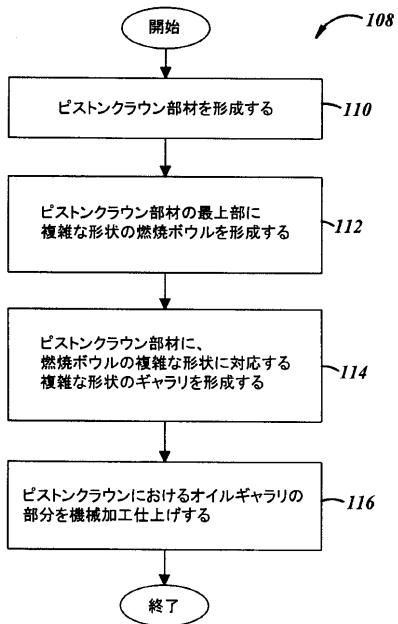 開始
108
ピストンクラウン部材を形成する
110
ピストンクラウン部材の最上部に
複雑な形状の燃焼ボウルを形成する
112
ピストンクラウン部材に、
燃焼ボウルの複雑な形状に対応する
複雑な形状のギャラリを形成する
114
ピストンクラウンにおけるオイルギャラリの
部分を機械加工仕上げする
116
終了